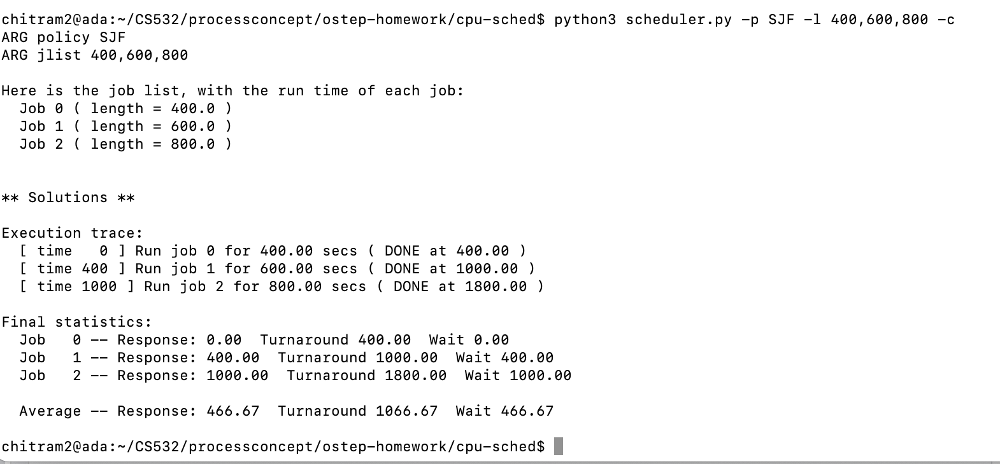 chitram2@ada:~/CS532/processconcept/ostep-homework/cpu-sched$ python3 scheduler.py -p SJF -l 400,600,800 -c
ARG policy SJF
ARG jlist 400,600,800
Here is the job list, with the run time of each job:
  Job 0 ( length = 400.0 )
  Job 1 ( length = 600.0 )
  Job 2 ( length = 800.0 )
** Solutions **
Execution trace:
  [ time   0 ] Run job 0 for 400.00 secs ( DONE at 400.00 )
  [ time 400 ] Run job 1 for 600.00 secs ( DONE at 1000.00 )
  [ time 1000 ] Run job 2 for 800.00 secs ( DONE at 1800.00 )
Final statistics:
  Job   0 -- Response: 0.00  Turnaround 400.00  Wait 0.00
  Job   1 -- Response: 400.00  Turnaround 1000.00  Wait 400.00
  Job   2 -- Response: 1000.00  Turnaround 1800.00  Wait 1000.00
  Average -- Response: 466.67  Turnaround 1066.67  Wait 466.67
chitram2@ada:~/CS532/processconcept/ostep-homework/cpu-sched$